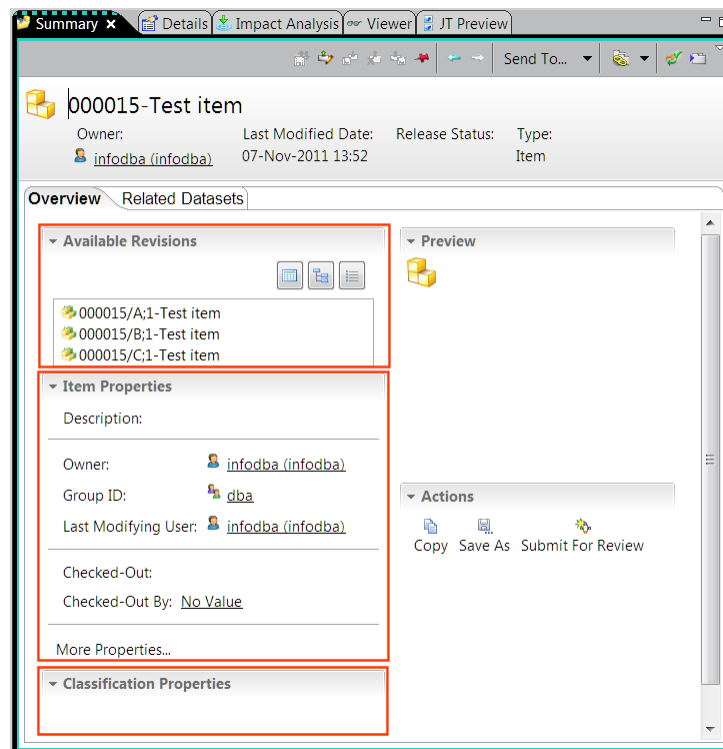 Summary Details Impact Analysis Viewer JT Preview
Send To...
000015-Test item
Owner: Last Modified Date: Release Status: Type:
infodba (infodba) 07-Nov-2011 13:52 Item
Overview Related Datasets
Available Revisions
000015/A;1-Test item
000015/B;1-Test item
000015/C;1-Test item
Item Properties
Description:
Owner: infodba (infodba)
Group ID: dba
Last Modifying User: infodba (infodba)
Checked-Out:
Checked-Out By: No Value
More Properties...
Classification Properties
Preview
Actions
Copy Save As Submit For Review